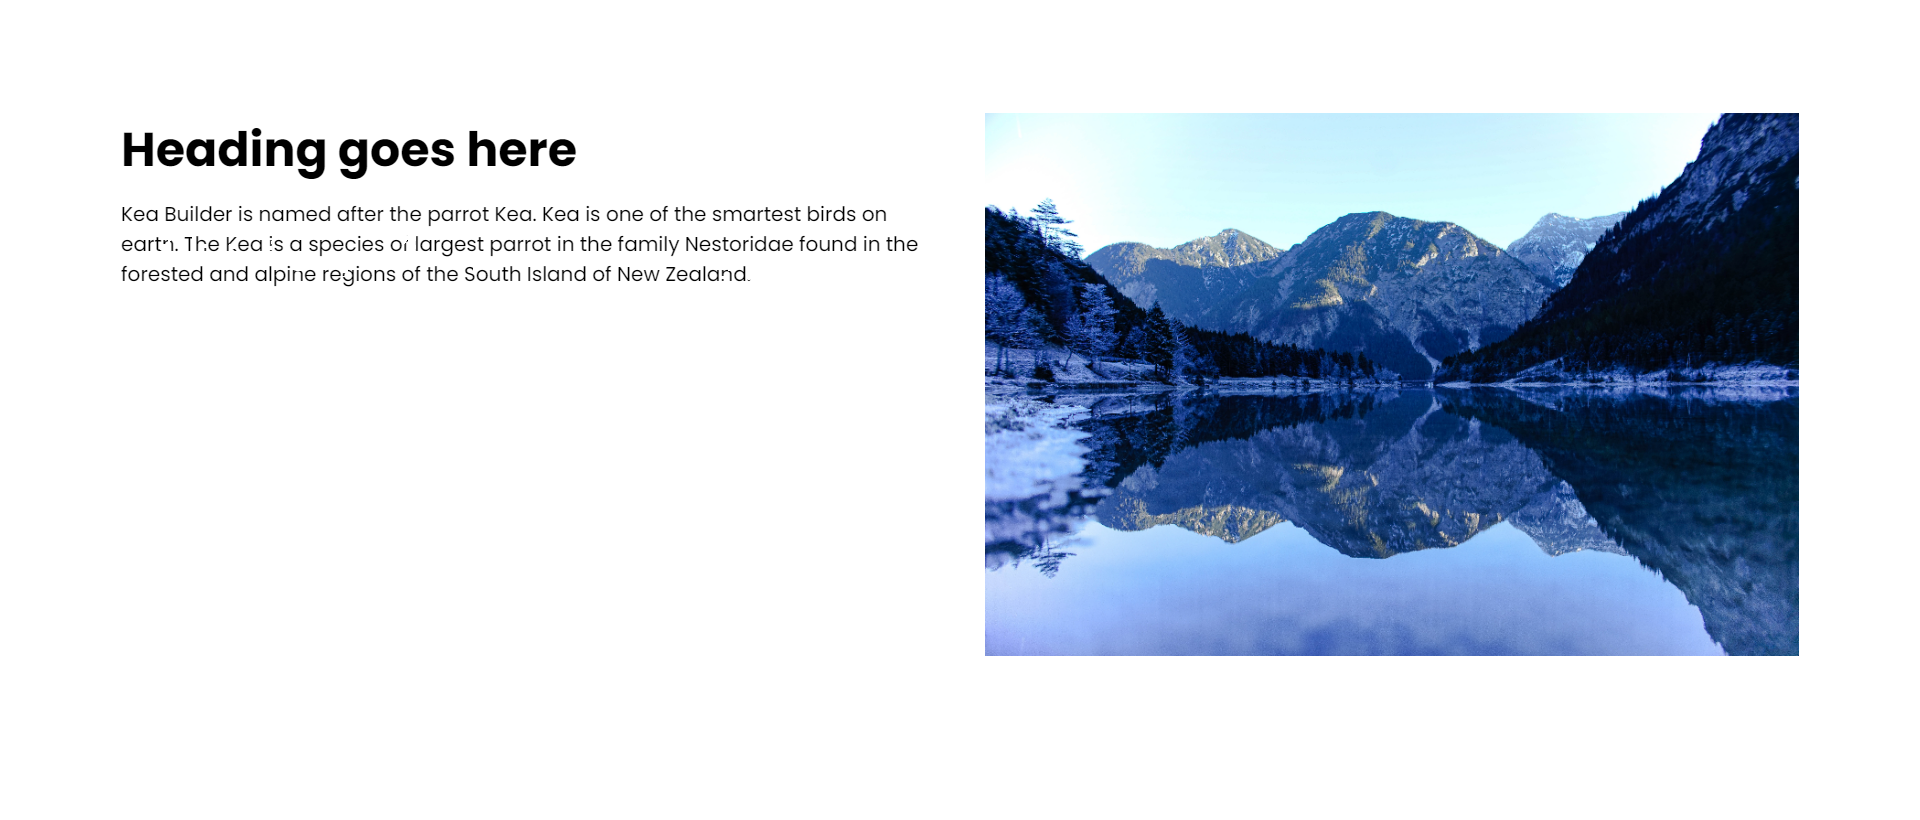 Heading goes here
Kea Builder is named after the parrot Kea. Kea is one of the smartest birds on
earth. The Kea is a species of largest parrot in the family Nestoridae found in the
forested and alpine regions of the South Island of New Zealand.